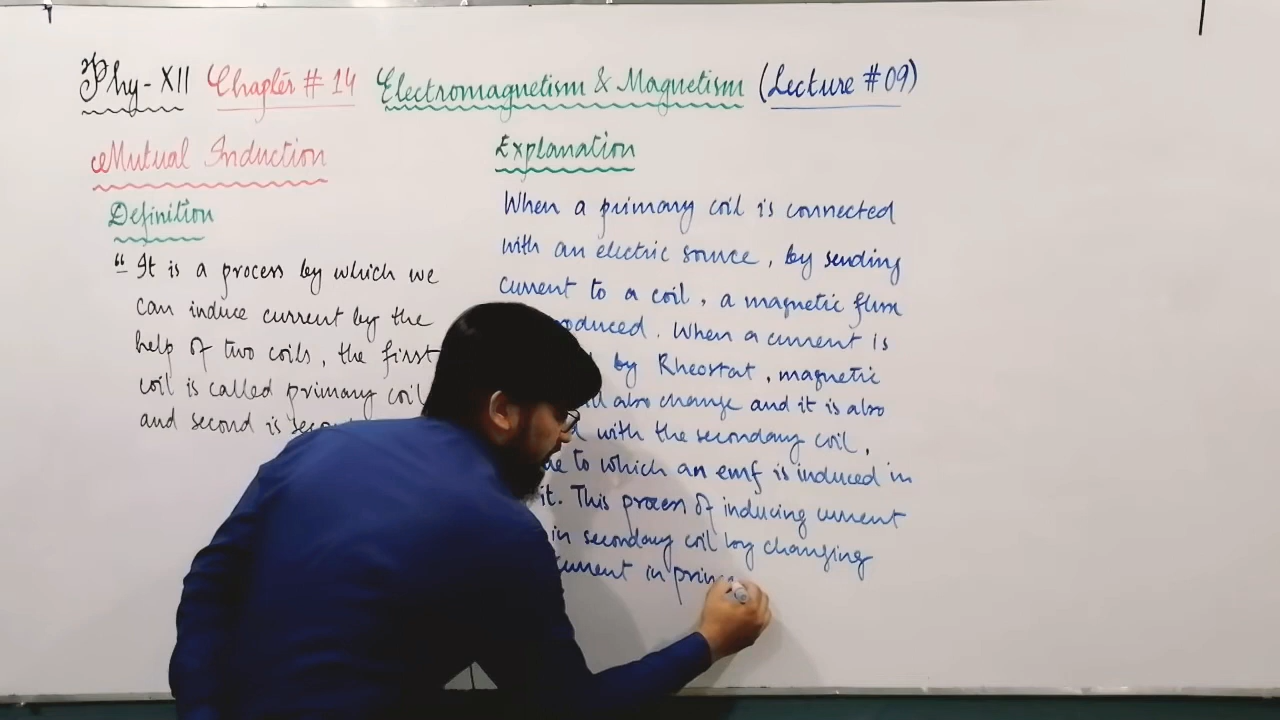 Phy-XII Chapter # 14 Electromagnetism & Magnetism (Lecture #09)
Mutual Induction
Definition
“ It is a process by which we
can induce current by the
help of two coils, the first
coil is called primary coil
and second is
Explanation
When a primary coil is connected
with an electric source, by sending
current to a coil, a magnetic flux
When a current is
by Rheostat, magnetic
also change and it is also
with the secondary coil,
to which an emf is induced in
it. This process of inducing current
in secondary coil by changing
current in